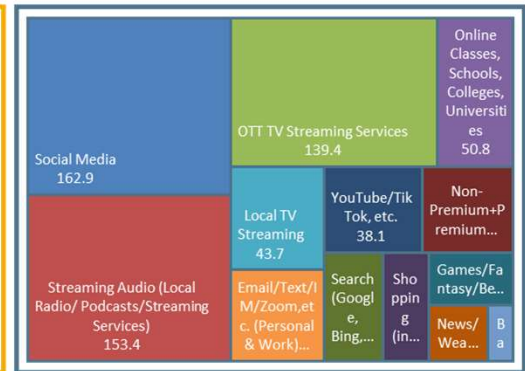 Social Media
162.9
OTT TV Streaming Services
139.4
Online
Classes,
Schools,
Colleges,
Universiti
es
50.8
Streaming Audio (Local
Radio/ Podcasts/Streaming
Services)
153.4
Local TV
Streaming
43.7
YouTube/Tik
Tok, etc.
38.1
Non-
Premium+P
remium...
Email/Text/I
M/Zoom,et
c. (Personal
& Work)...
Search
(Googl
e,
Bing,...
Sho
ppin
g
(in...
Games/Fa
ntasy/Be...
News/
Wea...
Ba